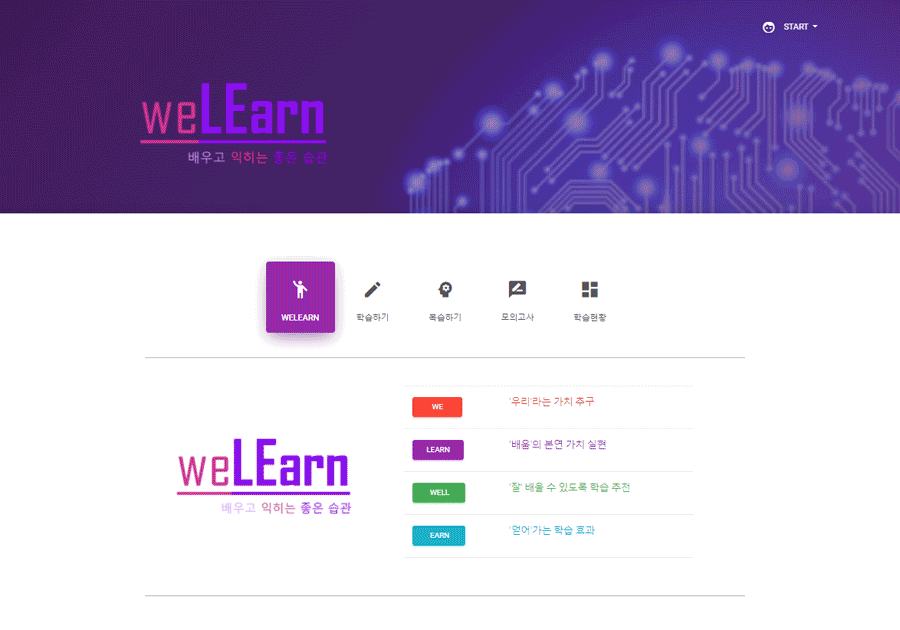 START
weLEarn
배우고 익히는 좋은 습관
WELEARN
학습하기
복습하기
모의고사
학습현황
weLEarn
배우고 익히는 좋은 습관
WE
'우리'라는 가치 추구
LEARN
'배움'의 본연 가치 실현
WELL
'잘' 배울 수 있도록 학습 추천
EARN
'얻어'가는 학습 효과